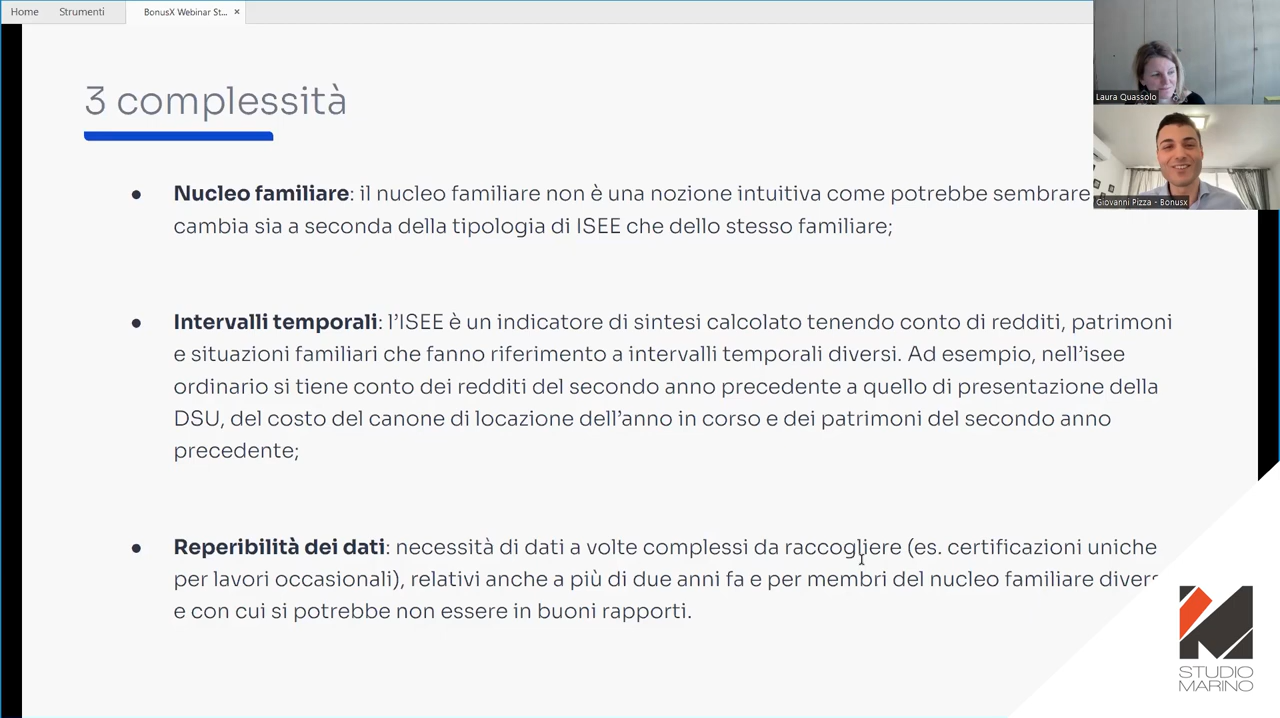 Home Strumenti BonusX Webinar St... ×
Laura Quassolo
Giovanni Pizza - Bonusx
3 complessità
● Nucleo familiare: il nucleo familiare non è una nozione intuitiva come potrebbe sembrare
cambia sia a seconda della tipologia di ISEE che dello stesso familiare;
● Intervalli temporali: l’ISEE è un indicatore di sintesi calcolato tenendo conto di redditi, patrimoni
e situazioni familiari che fanno riferimento a intervalli temporali diversi. Ad esempio, nell’isee
ordinario si tiene conto dei redditi del secondo anno precedente a quello di presentazione della
DSU, del costo del canone di locazione dell’anno in corso e dei patrimoni del secondo anno
precedente;
● Reperibilità dei dati: necessità di dati a volte complessi da raccogliere (es. certificazioni uniche
per lavori occasionali), relativi anche a più di due anni fa e per membri del nucleo familiare
e con cui si potrebbe non essere in buoni rapporti.
STUDIO
MARINO